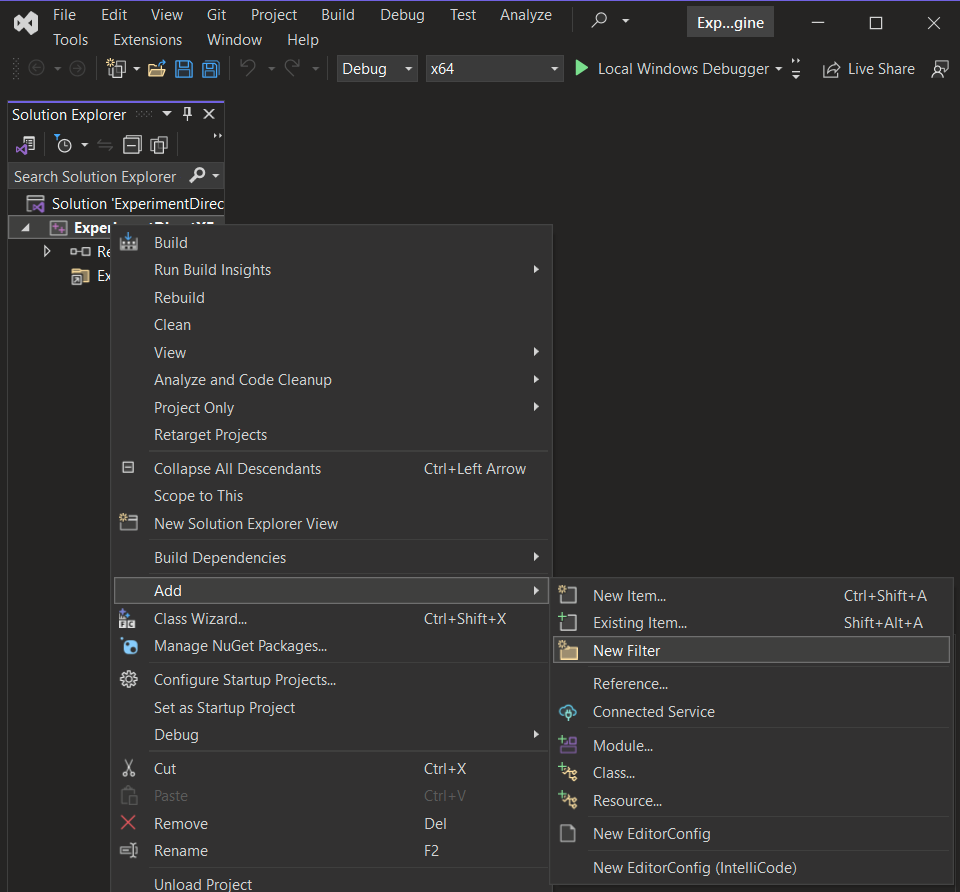 File Edit View Git Project Build Debug Test Analyze Exp...gine
Tools Extensions Window Help
Debug x64 Local Windows Debugger Live Share
Solution Explorer
Search Solution Explorer
Solution 'ExperimentDirec
Build
Run Build Insights
Rebuild
Clean
View
Analyze and Code Cleanup
Project Only
Retarget Projects
Collapse All Descendants Ctrl+Left Arrow
Scope to This
New Solution Explorer View
Build Dependencies
Add
Class Wizard... Ctrl+Shift+X
Manage NuGet Packages...
Configure Startup Projects...
Set as Startup Project
Debug
Cut Ctrl+X
Paste Ctrl+V
Remove Del
Rename F2
Unload Project
New Item... Ctrl+Shift+A
Existing Item... Shift+Alt+A
New Filter
Reference...
Connected Service
Module...
Class...
Resource...
New EditorConfig
New EditorConfig (IntelliCode)